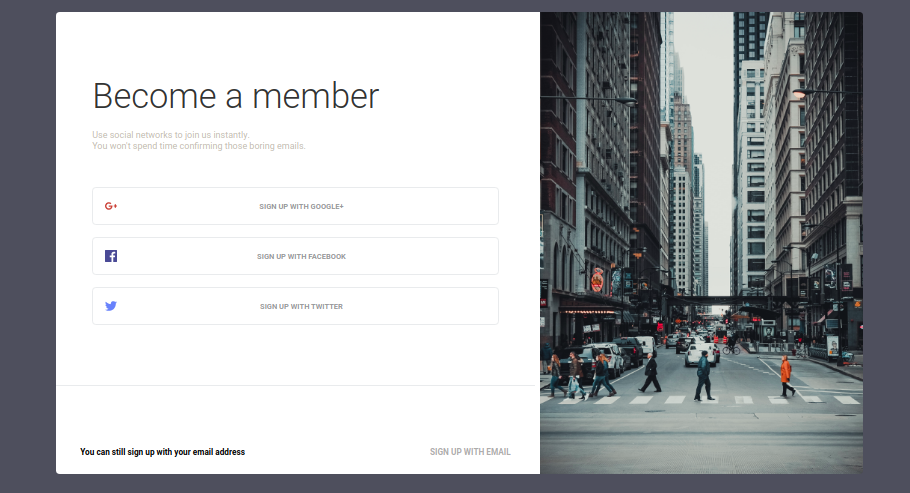 Become a member
Use social networks to join us instantly.
You won't spend time confirming those boring emails.
SIGN UP WITH GOOGLE+
SIGN UP WITH FACEBOOK
SIGN UP WITH TWITTER
You can still sign up with your email address
SIGN UP WITH EMAIL